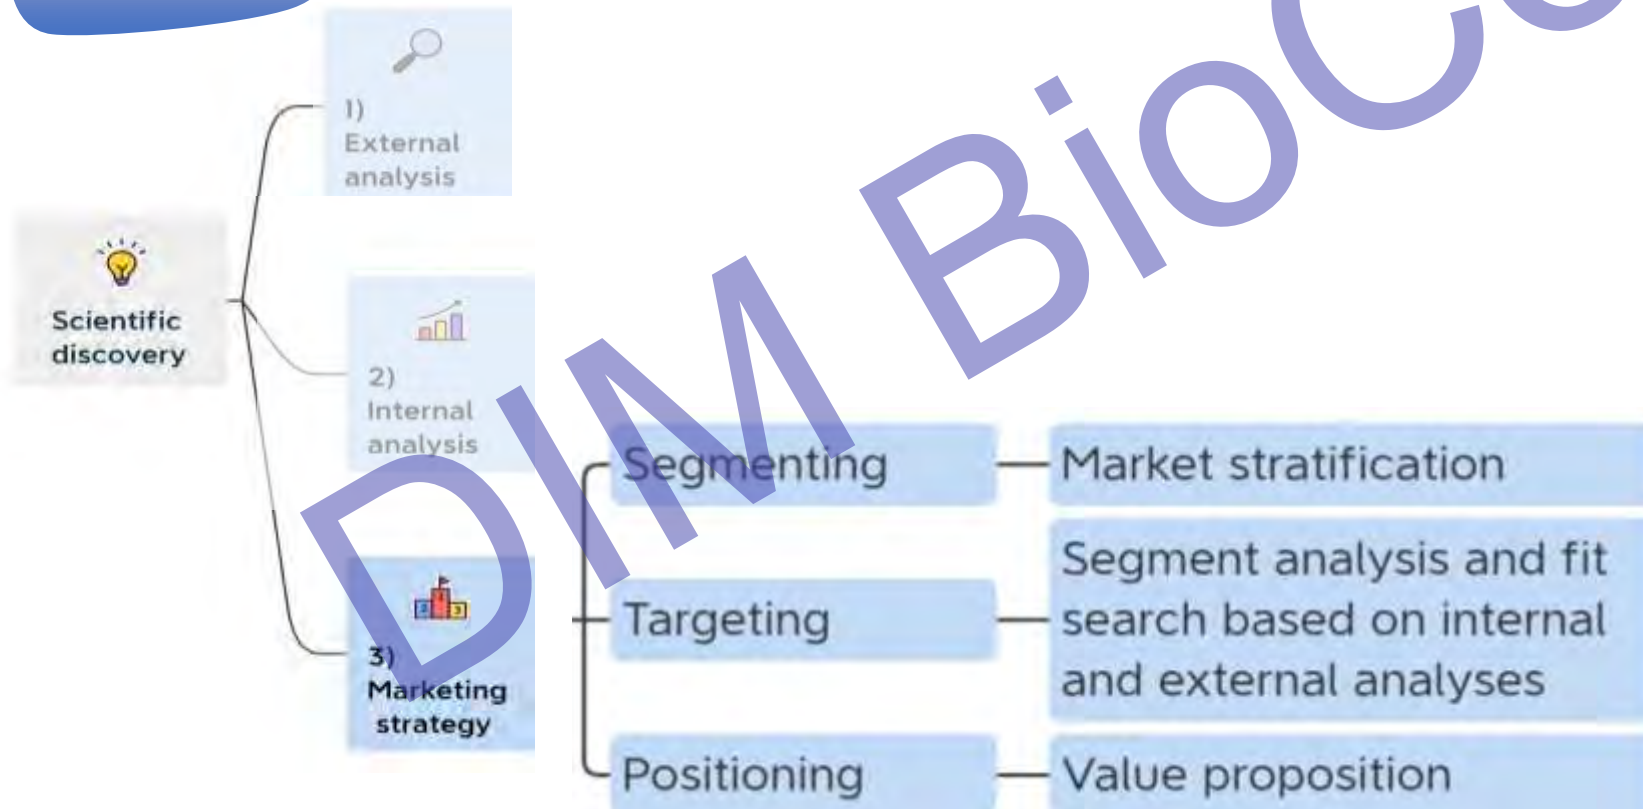 1)
External
analysis
Scientific
discovery
2)
Internal
analysis
3)
Marketing
strategy
Segmenting
Market stratification
Targeting
Segment analysis and fit
search based on internal
and external analyses
Positioning
Value proposition
DIM BioCo